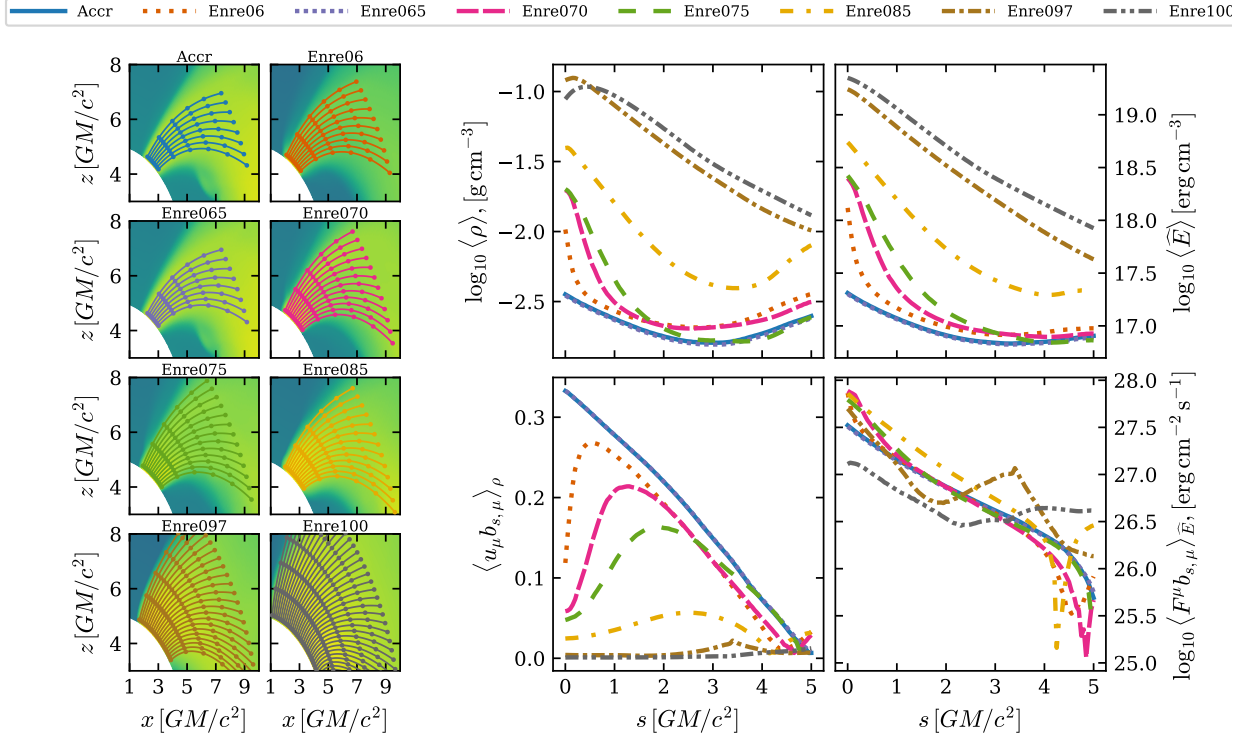 Accr Enre06 Enre065 Enre070 Enre075 Enre085 Enre097 Enre100
Accr Enre06
8
6
4
z [GM/c²]
Enre065 Enre070
8
6
4
z [GM/c²]
Enre075 Enre085
8
6
4
z [GM/c²]
Enre097 Enre100
8
6
4
z [GM/c²]
1 3 5 7 9 1 3 5 7 9
x [GM/c²] x [GM/c²]
−1.0
−1.5
−2.0
−2.5
log₁₀ ⟨ρ⟩, [g cm⁻³]
19.0
18.5
18.0
17.5
17.0
log₁₀ ⟨Ê⟩ [erg cm⁻³]
0.3
0.2
0.1
0.0
⟨u_μ b_{s,μ}⟩_ρ
0 1 2 3 4 5
s [GM/c²]
28.0
27.5
27.0
26.5
26.0
25.5
25.0
log₁₀ ⟨F^μ b_{s,μ}⟩_Ê, [erg cm⁻² s⁻¹]
0 1 2 3 4 5
s [GM/c²]